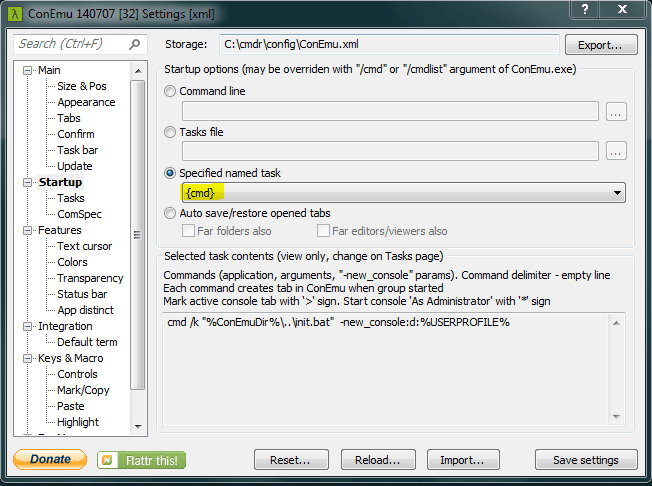 ConEmu 140707 [32] Settings [xml]
Search (Ctrl+F)
Storage:
C:\cmdr\config\ConEmu.xml
Export...
Main
Size & Pos
Appearance
Tabs
Confirm
Task bar
Update
Startup
Tasks
ComSpec
Features
Text cursor
Colors
Transparency
Status bar
App distinct
Integration
Default term
Keys & Macro
Controls
Mark/Copy
Paste
Highlight
Startup options (may be overriden with "/cmd" or "/cmdlist" argument of ConEmu.exe)
Command line
...
Tasks file
...
Specified named task
{cmd}
Auto save/restore opened tabs
Far folders also
Far editors/viewers also
Selected task contents (view only, change on Tasks page)
Commands (application, arguments, "-new_console" params). Command delimiter - empty line
Each command creates tab in ConEmu when group started
Mark active console tab with '>' sign. Start console 'As Administrator' with '*' sign
cmd /k "%ConEmuDir%\..\init.bat"  -new_console:d:%USERPROFILE%
Donate
Flattr this!
Reset...
Reload...
Import...
Save settings